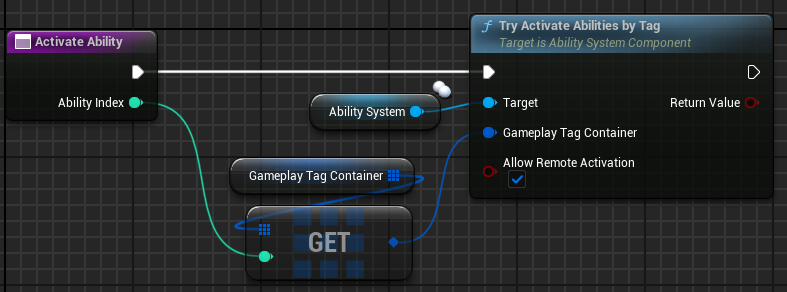 Activate Ability
Ability Index
Ability System
Gameplay Tag Container
GET
f Try Activate Abilities by Tag
Target is Ability System Component
Target
Return Value
Gameplay Tag Container
Allow Remote Activation